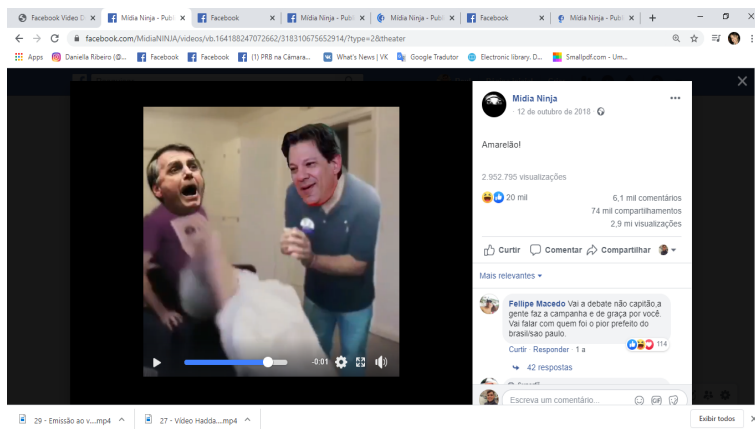 Facebook Video D
Mídia Ninja - Publ
Facebook
Mídia Ninja - Publ
Mídia Ninja - Publ
Facebook
Mídia Ninja - Publ
facebook.com/MidiaNINJA/videos/vb.164188247072662/318310675652914/?type=2&theater
Apps
Daniella Ribeiro (@...
Facebook
Facebook
(1) PRB na Câmara...
What's News | VK
Google Tradutor
Electronic library. D...
Smallpdf.com - Um...
Mídia Ninja
· 12 de outubro de 2018 ·
Amarelão!
2.952.795 visualizações
20 mil
6,1 mil comentários
74 mil compartilhamentos
2,9 mi visualizações
Curtir
Comentar
Compartilhar
Mais relevantes
Fellipe Macedo Vai a debate não capitão,a
gente faz a campanha e de graça por você.
Vai falar com quem foi o pior prefeito do
brasil/sao paulo.
114
Curtir · Responder · 1 a
42 respostas
Escreva um comentário...
GIF
-0:01
29 - Emissão ao v....mp4
27 - Vídeo Hadda....mp4
Exibir todos